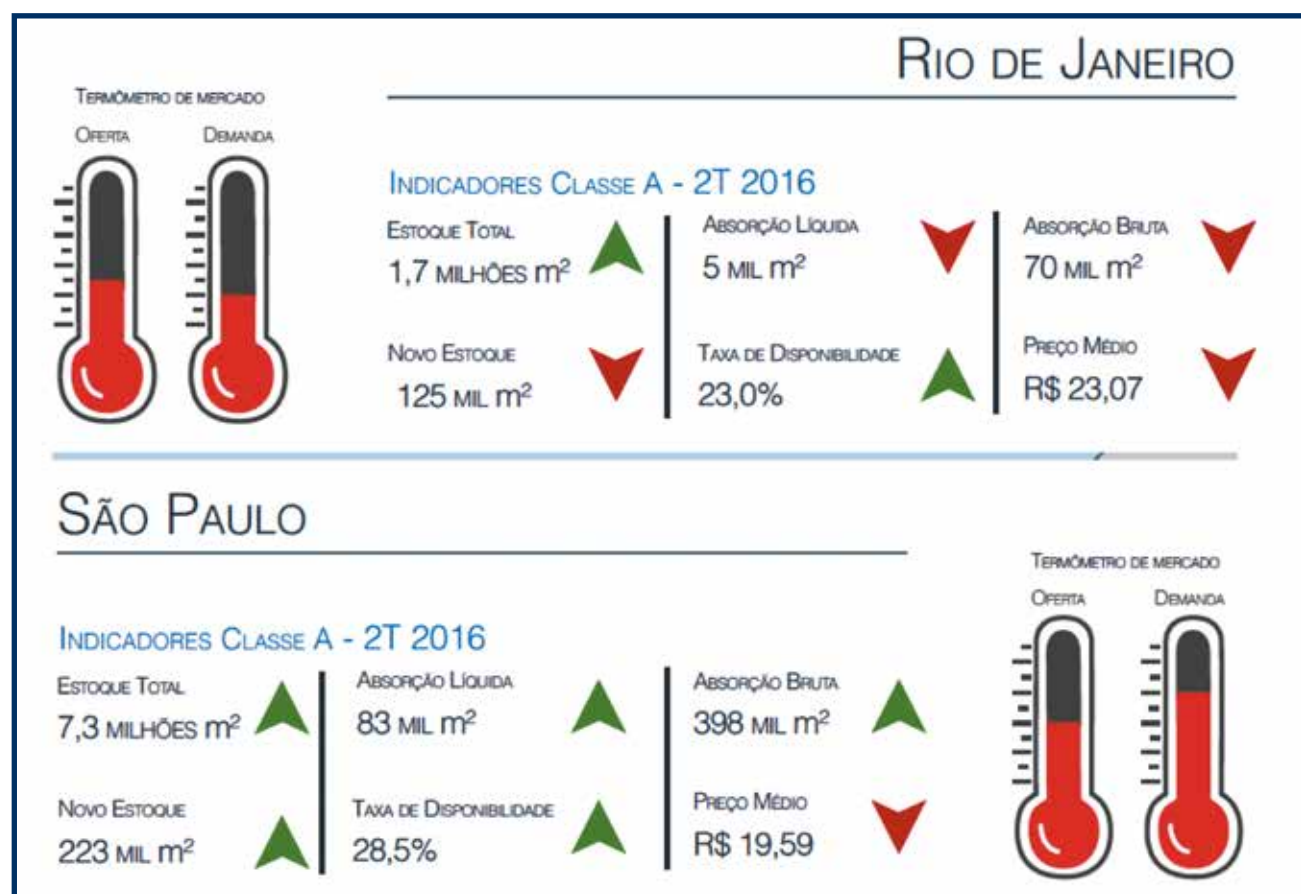 RIO DE JANEIRO
TERMÔMETRO DE MERCADO
OFERTA DEMANDA
INDICADORES CLASSE A - 2T 2016
ESTOQUE TOTAL
1,7 MILHÕES m²
ABSORÇÃO LÍQUIDA
5 MIL m²
ABSORÇÃO BRUTA
70 MIL m²
NOVO ESTOQUE
125 MIL m²
TAXA DE DISPONIBILIDADE
23,0%
PREÇO MÉDIO
R$ 23,07
SÃO PAULO
TERMÔMETRO DE MERCADO
OFERTA DEMANDA
INDICADORES CLASSE A - 2T 2016
ESTOQUE TOTAL
7,3 MILHÕES m²
ABSORÇÃO LÍQUIDA
83 MIL m²
ABSORÇÃO BRUTA
398 MIL m²
NOVO ESTOQUE
223 MIL m²
TAXA DE DISPONIBILIDADE
28,5%
PREÇO MÉDIO
R$ 19,59